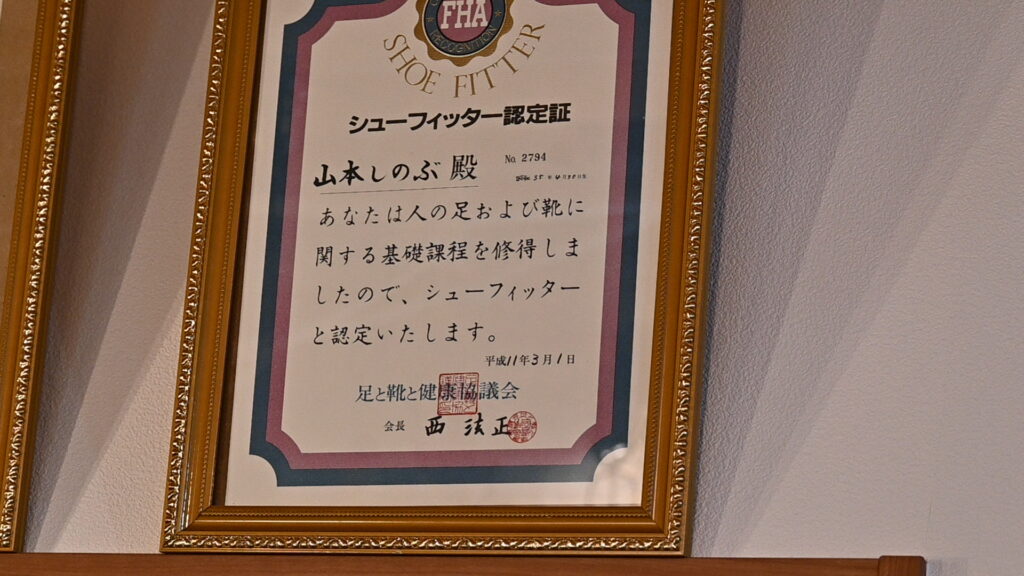 FHA
RECOGNITION
SHOE FITTER
シューフィッター認定証
山本しのぶ 殿
No. 2794
あなたは人の足および靴に
関する基礎課程を修得しま
したので、シューフィッター
と認定いたします。
平成11年3月1日
足と靴と健康協議会
会長 西 法正